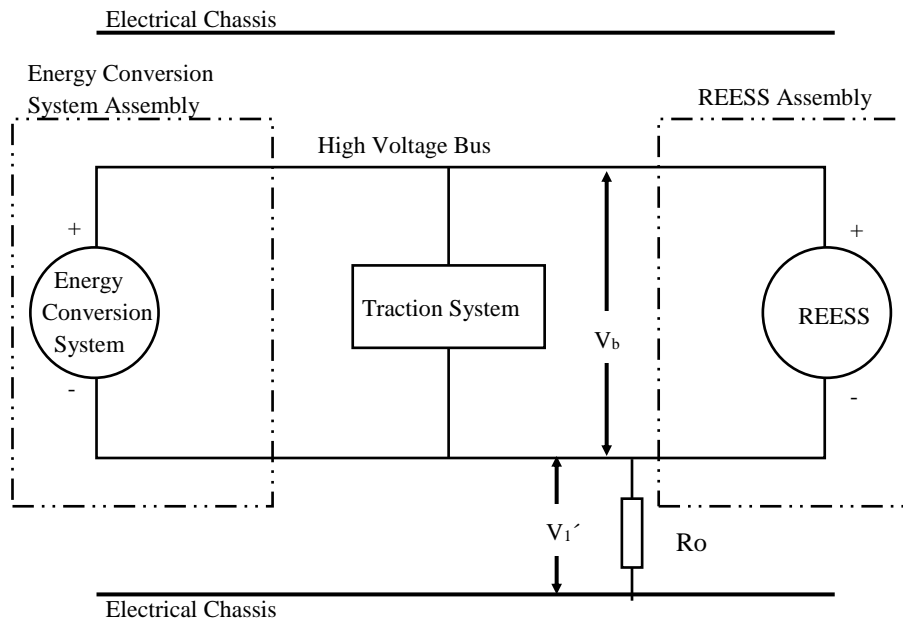 Electrical Chassis
Energy Conversion
System Assembly
REESS Assembly
High Voltage Bus
+
+
Energy
Conversion
System
Traction System
Vb
REESS
-
-
V1´
Ro
Electrical Chassis